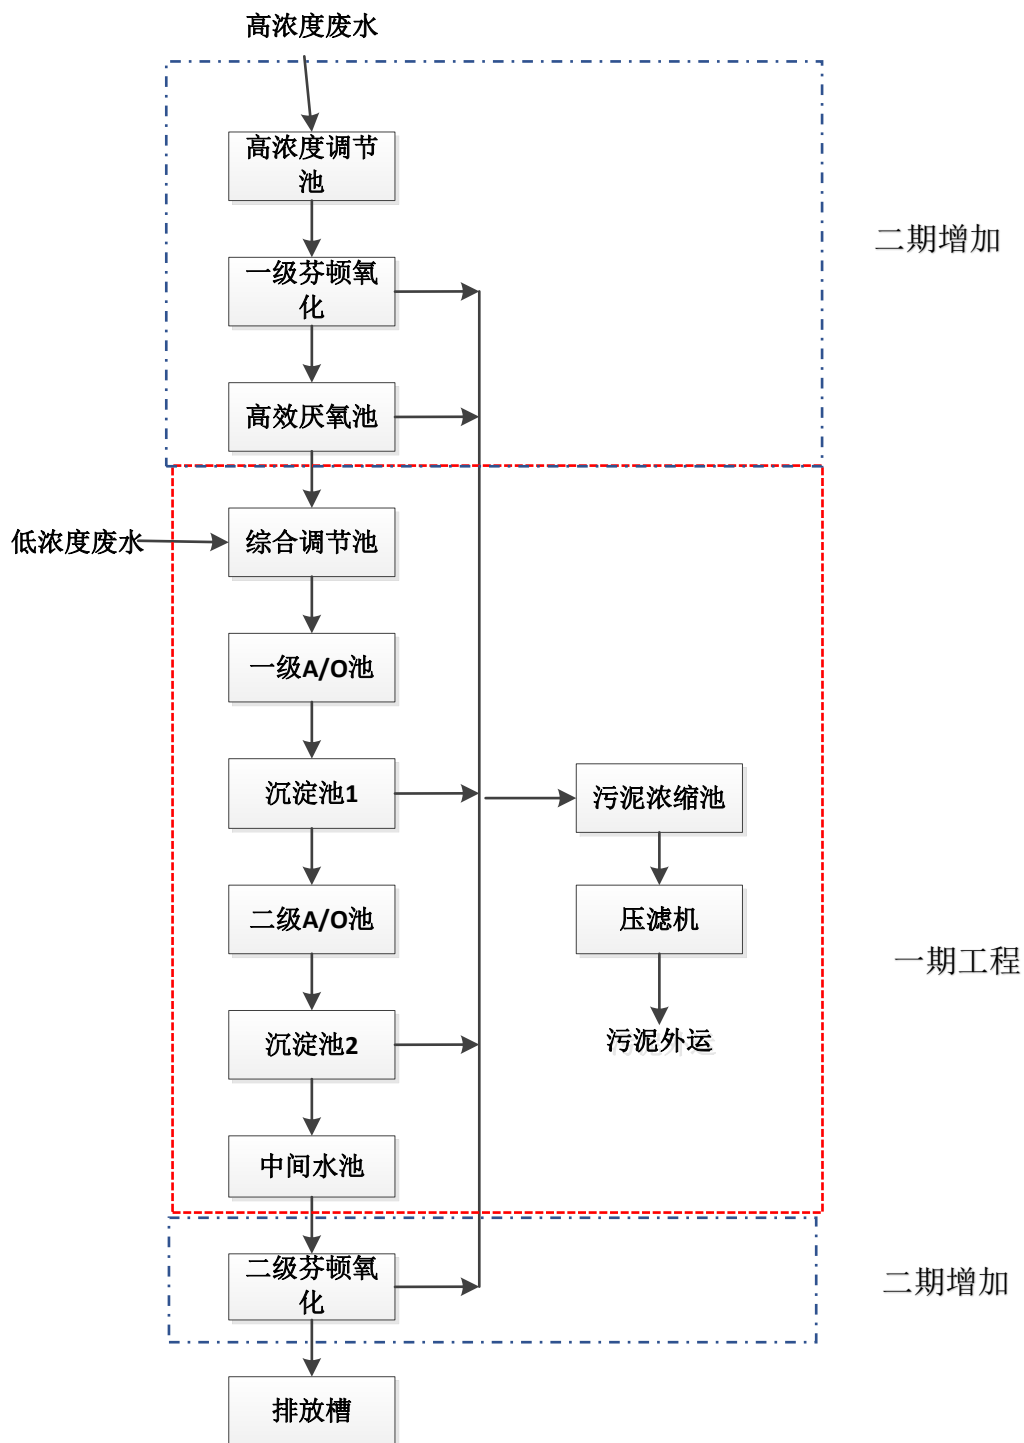 高浓度废水
高浓度调节
池
二期增加
一级芬顿氧
化
高效厌氧池
低浓度废水
综合调节池
一级A/O池
沉淀池1
污泥浓缩池
二级A/O池
压滤机
一期工程
沉淀池2
污泥外运
中间水池
二级芬顿氧
化
二期增加
排放槽